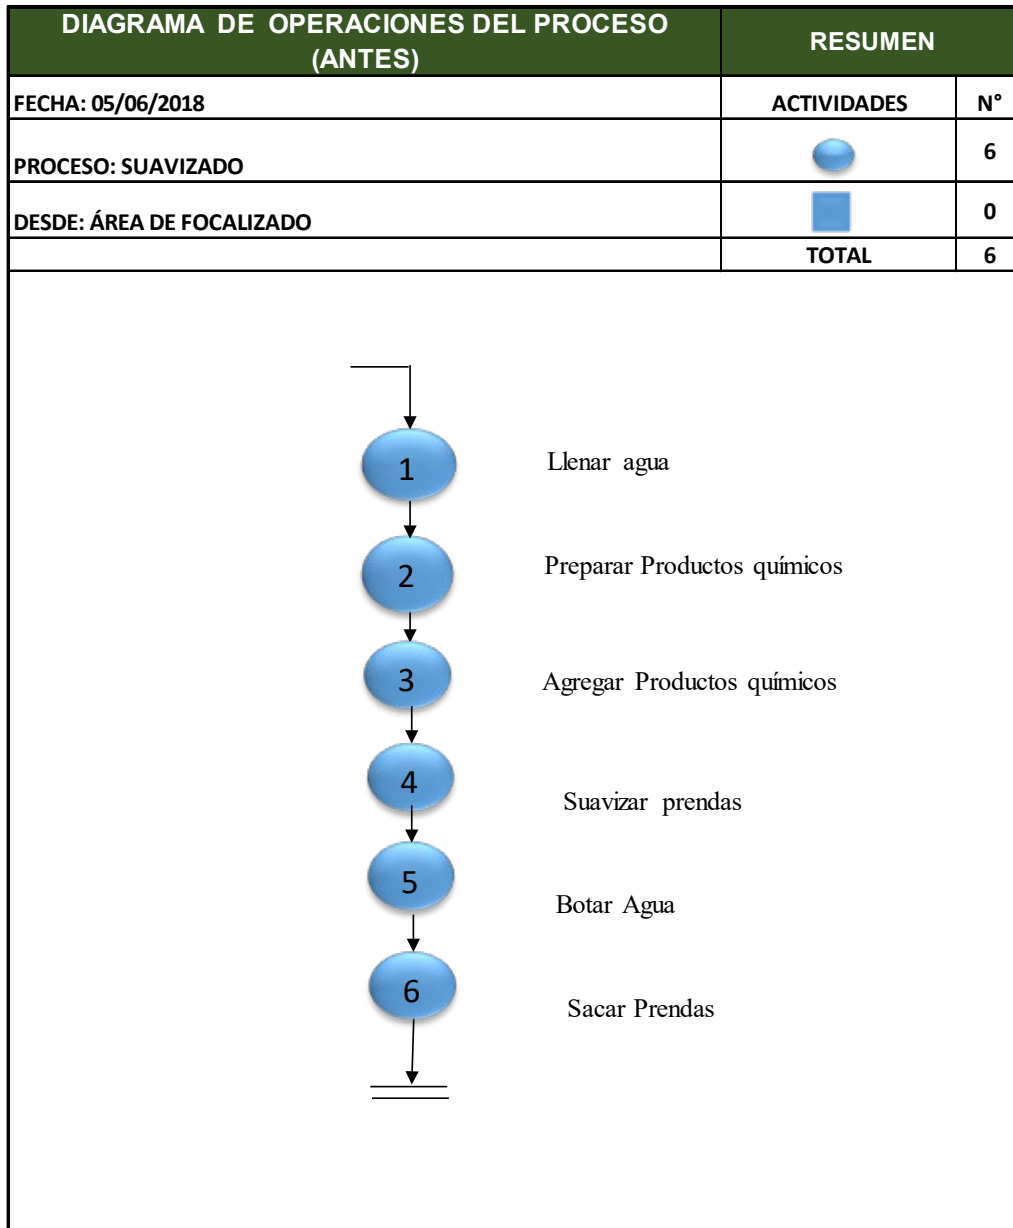 DIAGRAMA DE OPERACIONES DEL PROCESO
(ANTES)
RESUMEN
FECHA: 05/06/2018
ACTIVIDADES
N°
PROCESO: SUAVIZADO
6
DESDE: ÁREA DE FOCALIZADO
0
TOTAL
6
1
Llenar agua
2
Preparar Productos químicos
3
Agregar Productos químicos
4
Suavizar prendas
5
Botar Agua
6
Sacar Prendas